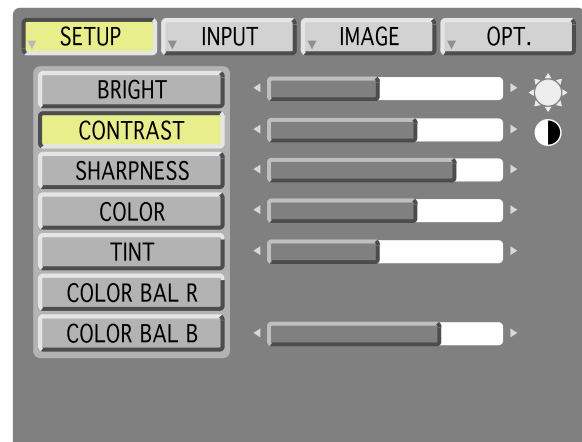 SETUP INPUT IMAGE OPT.
BRIGHT
CONTRAST
SHARPNESS
COLOR
TINT
COLOR BAL R
COLOR BAL B